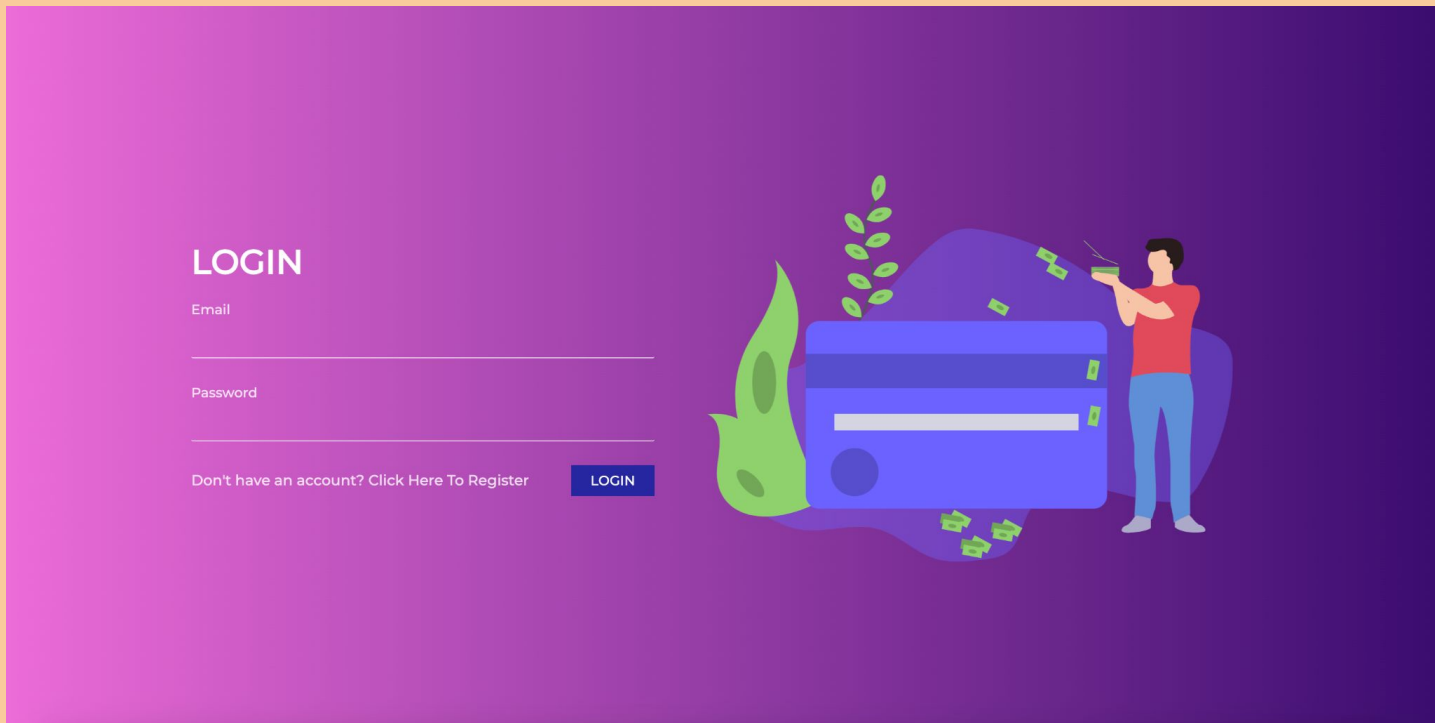 LOGIN
Email
Password
Don't have an account? Click Here To Register
LOGIN